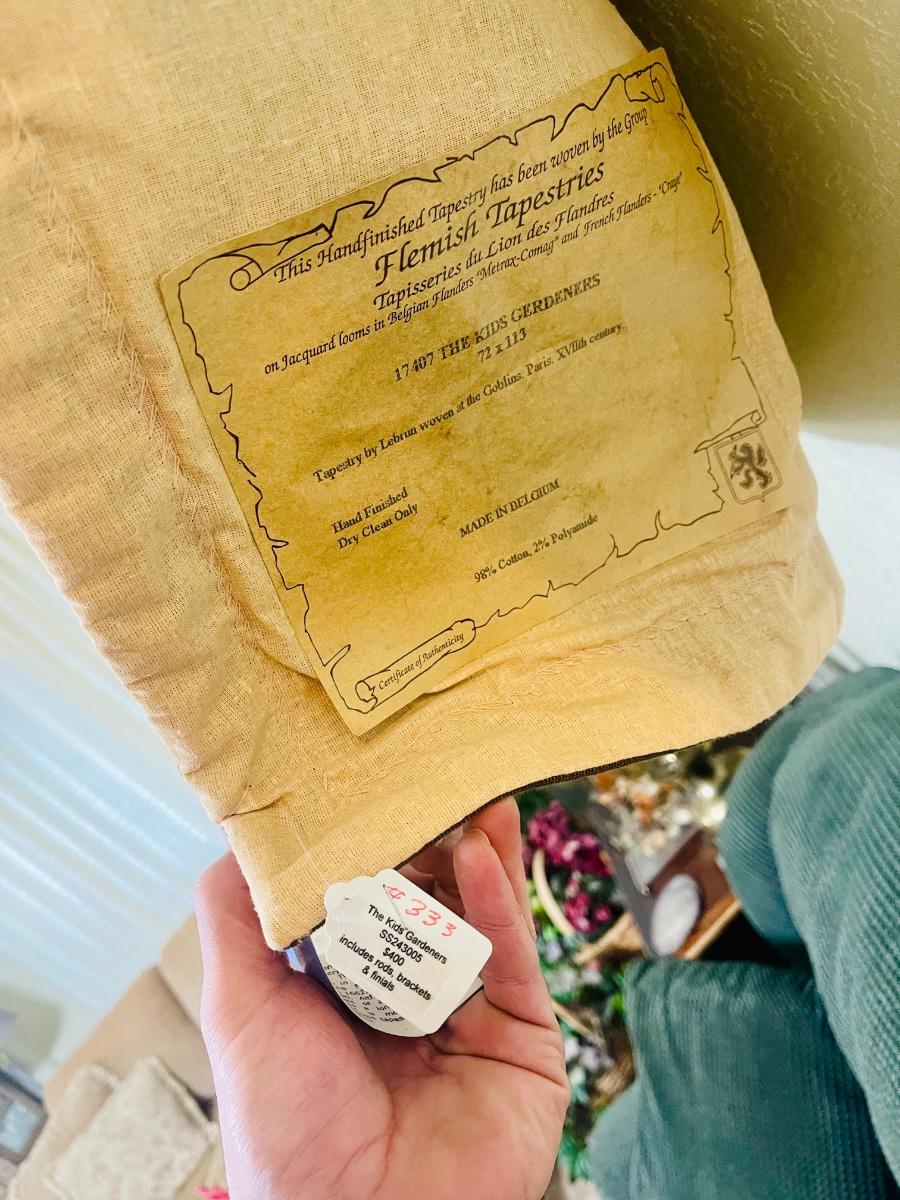 This Handfinished Tapestry has been woven by the Group
Flemish Tapestries
Tapisseries du Lion des Flandres
on Jacquard looms in Belgian Flanders "Metrax-Comag" and French Flanders - "Craye"
17407 THE KIDS GERDENERS
72 x 113
Tapestry by Lebrun woven at the Goblins. Paris. XVIIth century.
Hand Finished
Dry Clean Only
MADE IN BELGIUM
98% Cotton, 2% Polyamide
Certificate of Authenticity
#333
The Kids Gardeners
SS243005
$400
includes rods, brackets
& finials